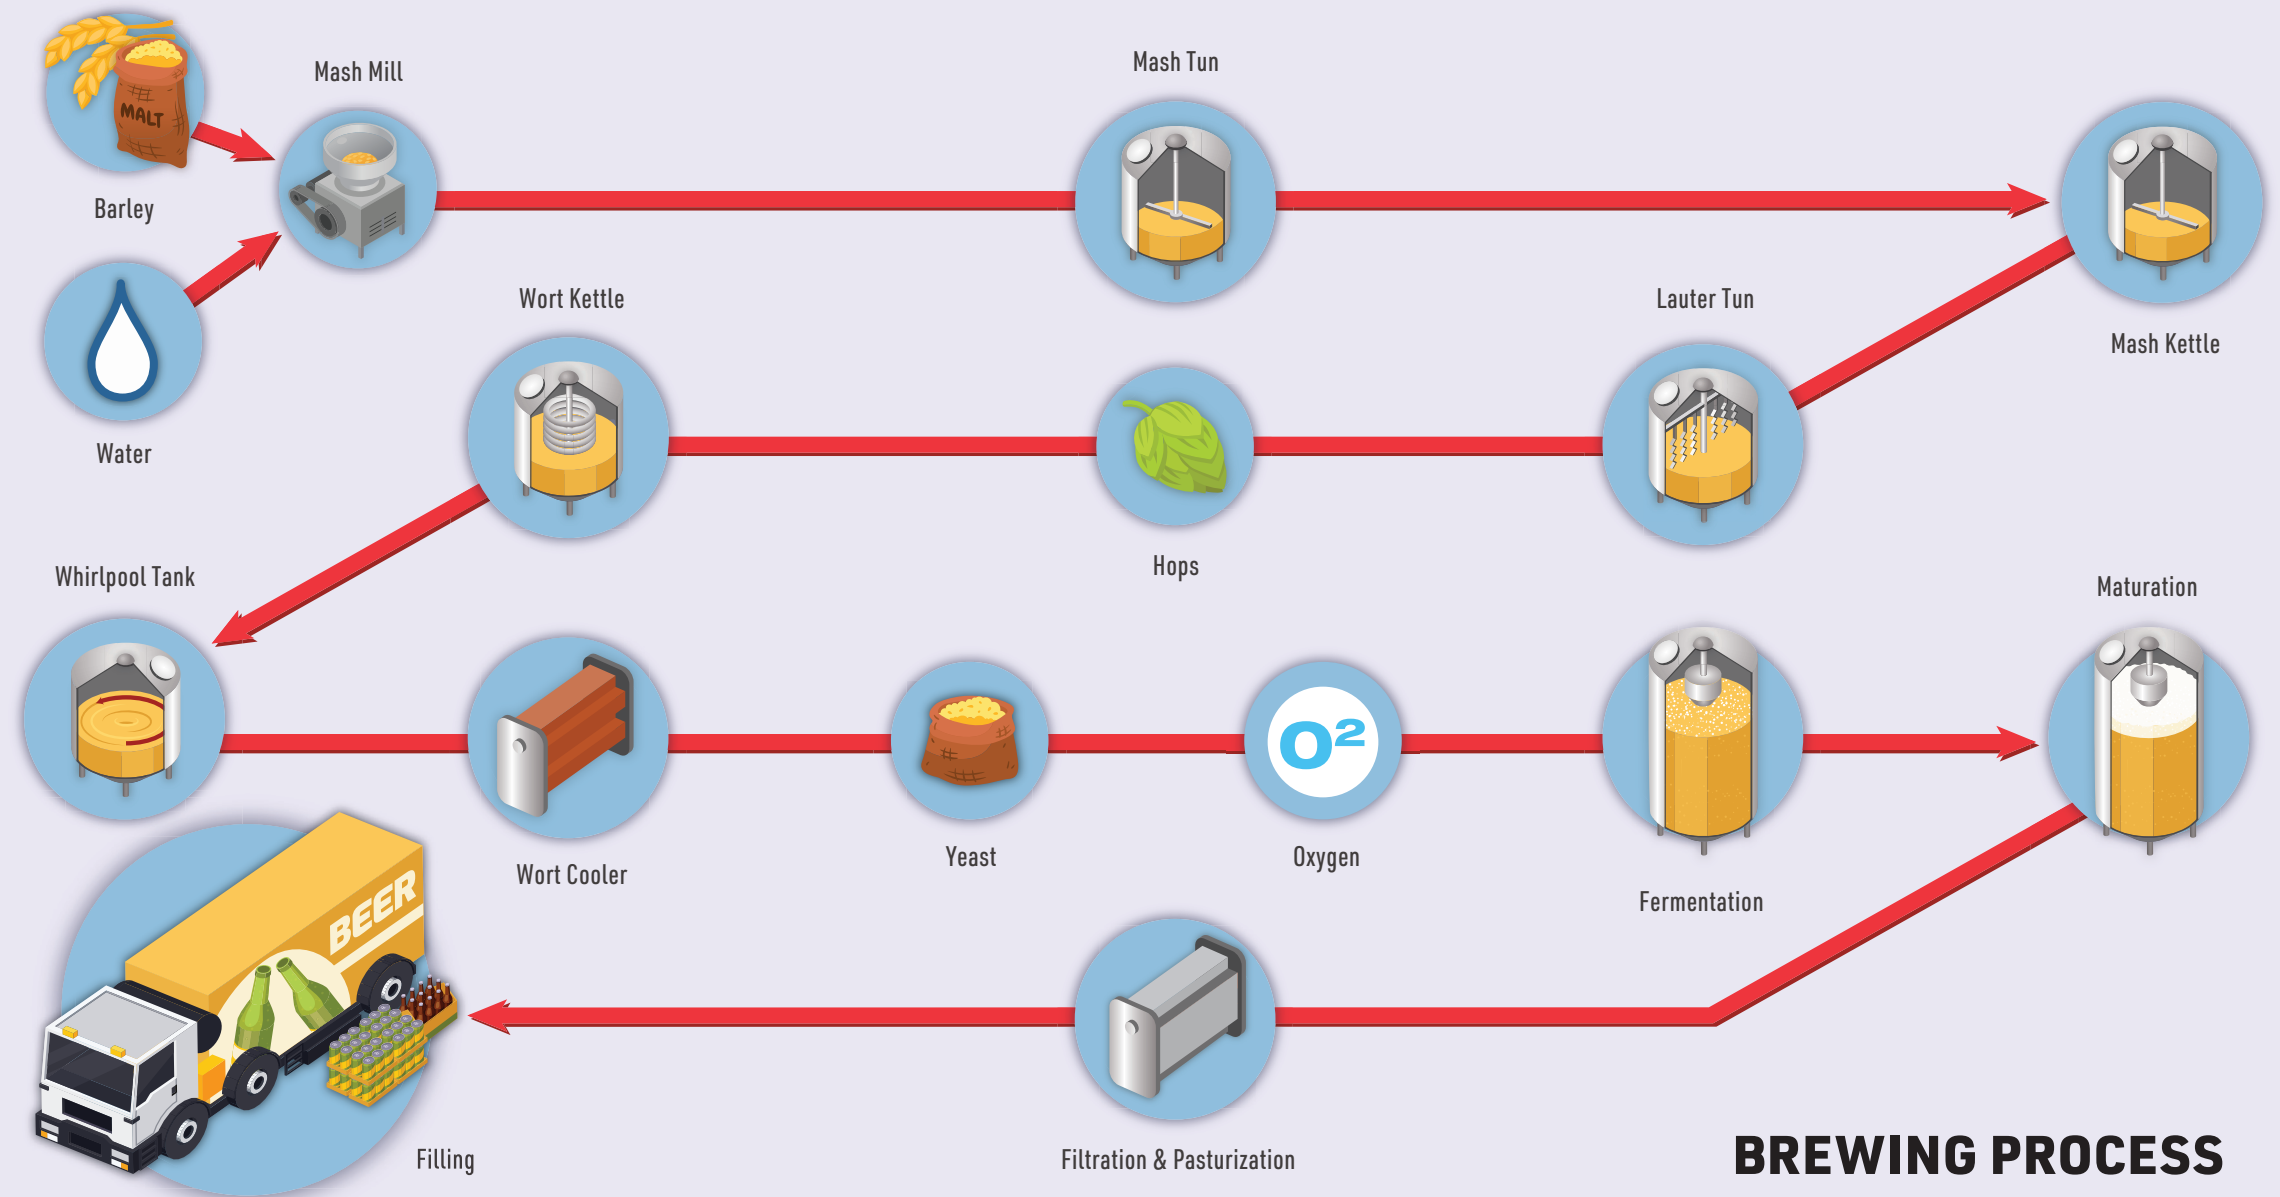 MALT
Barley
Mash Mill
Water
Mash Tun
Mash Kettle
Lauter Tun
Hops
Wort Kettle
Whirlpool Tank
Wort Cooler
Yeast
O²
Oxygen
Fermentation
Maturation
Filtration & Pasturization
BEER
Filling
BREWING PROCESS